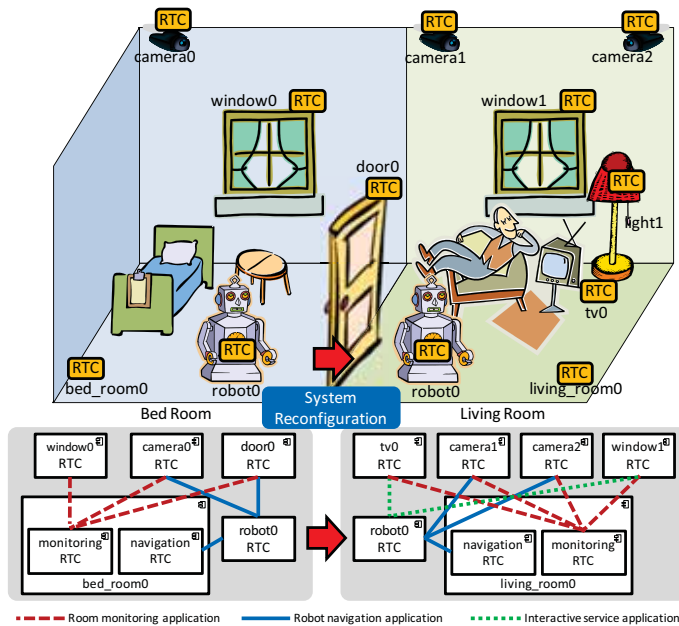 RTC
camera0
RTC
camera1
RTC
camera2
window0 RTC
window1 RTC
door0
RTC
RTC
light1
RTC
tv0
RTC
bed_room0
RTC
robot0
RTC
robot0
RTC
living_room0
Bed Room
System
Reconfiguration
Living Room
window0
RTC
camera0
RTC
door0
RTC
monitoring
RTC
navigation
RTC
bed_room0
robot0
RTC
tv0
RTC
camera1
RTC
camera2
RTC
window1
RTC
robot0
RTC
navigation
RTC
monitoring
RTC
living_room0
Room monitoring application
Robot navigation application
Interactive service application